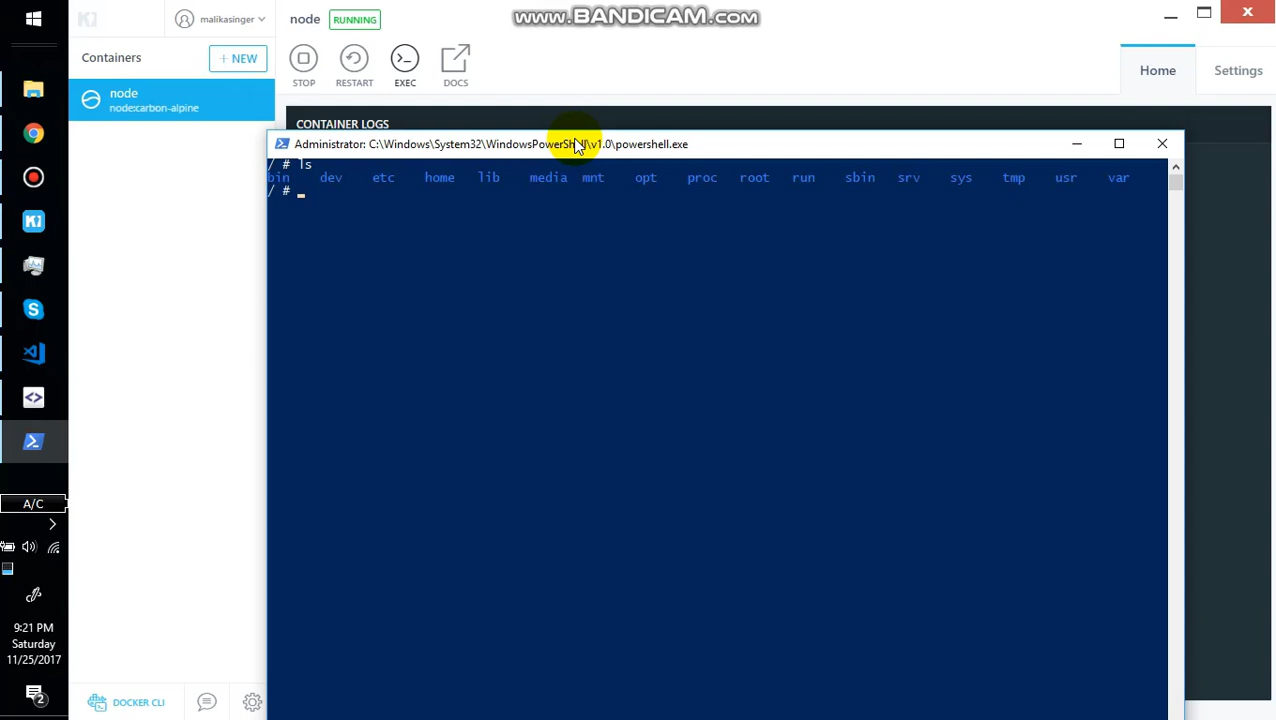 malikasinger
node RUNNING
www.BANDICAM.com
Containers
+ NEW
STOP RESTART EXEC DOCS
Home Settings
node
node:carbon-alpine
CONTAINER LOGS
Administrator: C:\Windows\System32\WindowsPowerShell\v1.0\powershell.exe
/ # ls
bin dev etc home lib media mnt opt proc root run sbin srv sys tmp usr var
/ #
A/C
9:21 PM
Saturday
11/25/2017
2
DOCKER CLI